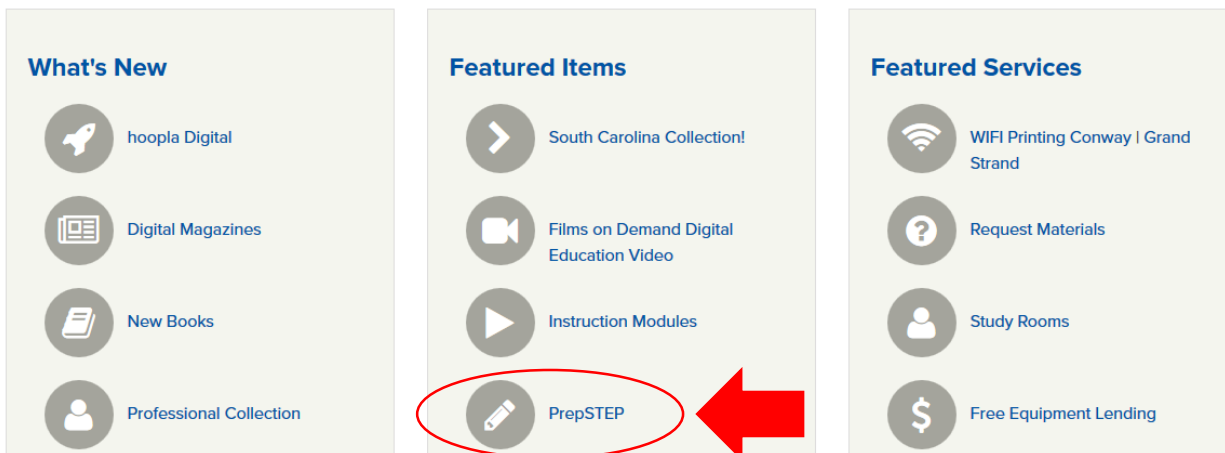 What's New
hoopla Digital
Digital Magazines
New Books
Professional Collection
Featured Items
South Carolina Collection!
Films on Demand Digital
Education Video
Instruction Modules
PrepSTEP
Featured Services
WIFI Printing Conway | Grand
Strand
Request Materials
Study Rooms
Free Equipment Lending